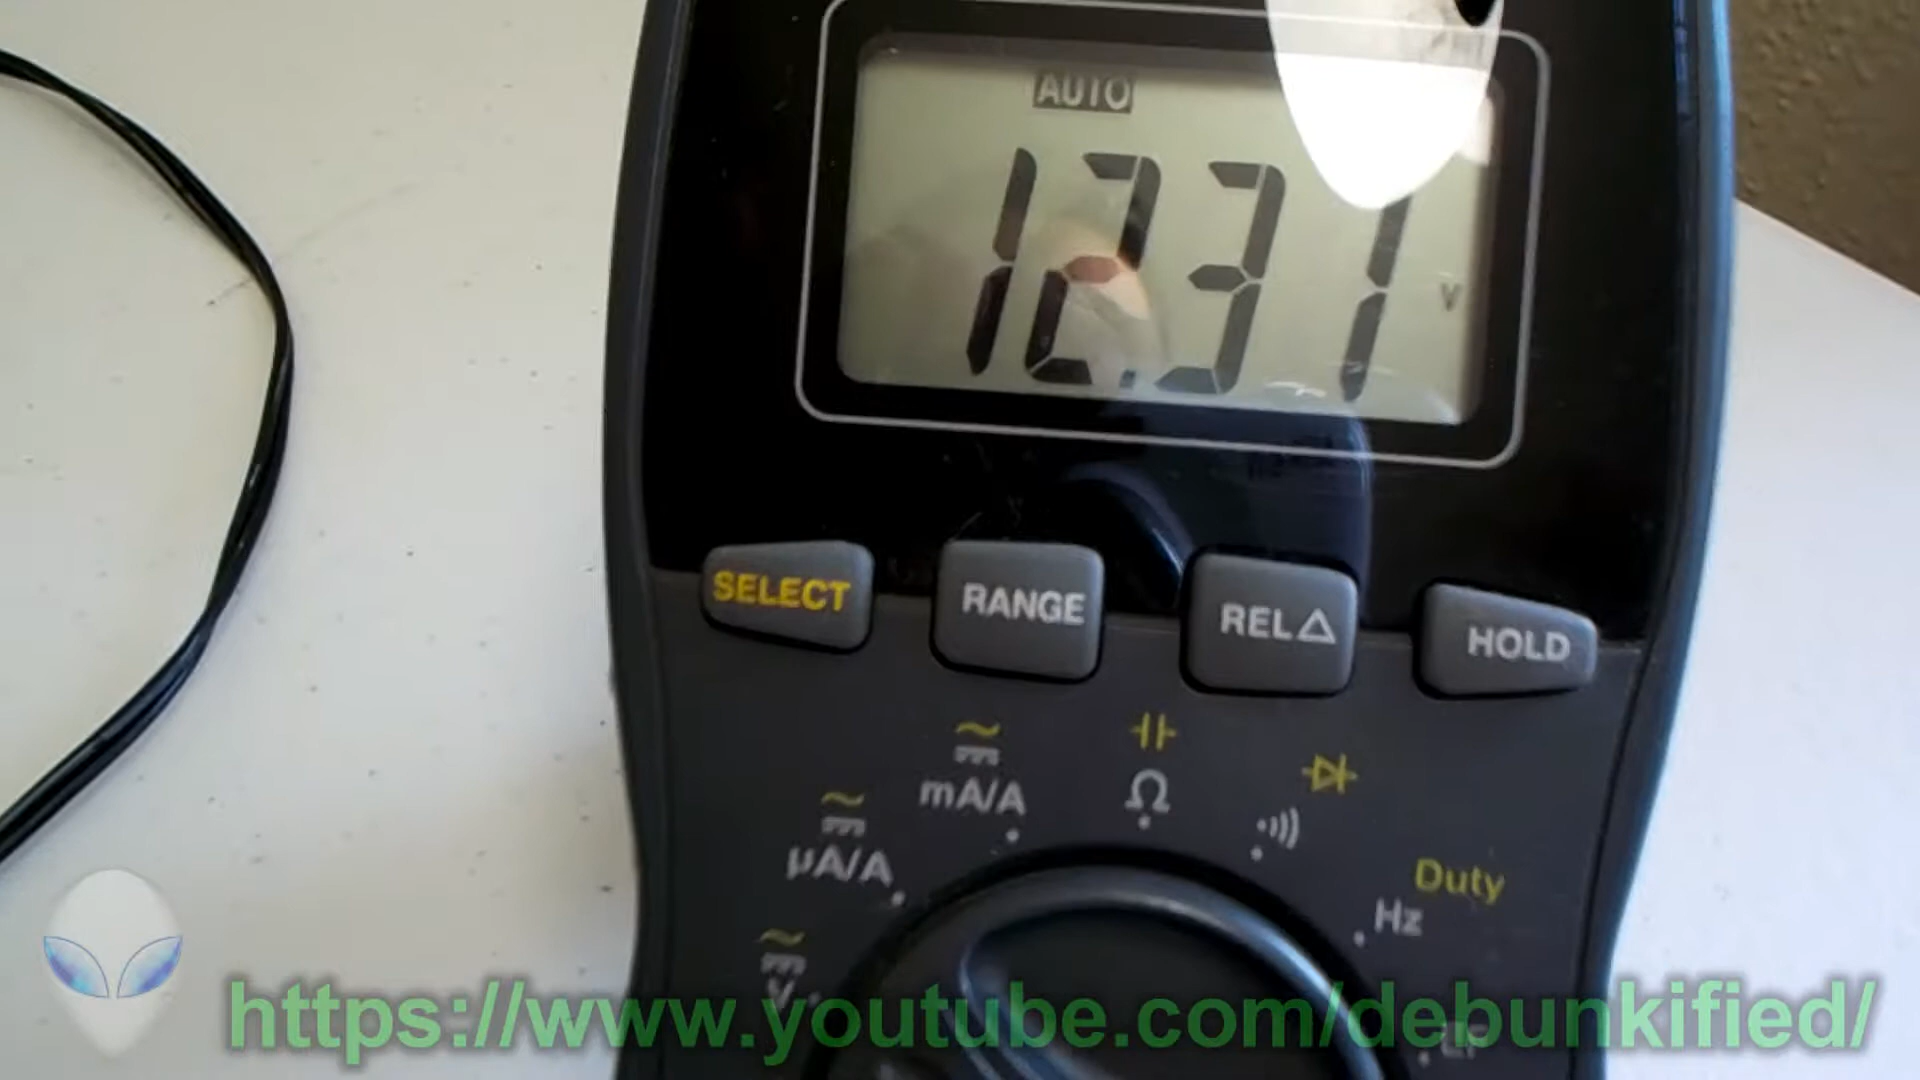 AUTO
12.31 V
SELECT RANGE REL△ HOLD
mA/A Ω
µA/A
Duty
Hz
V
https://www.youtube.com/debunkified/